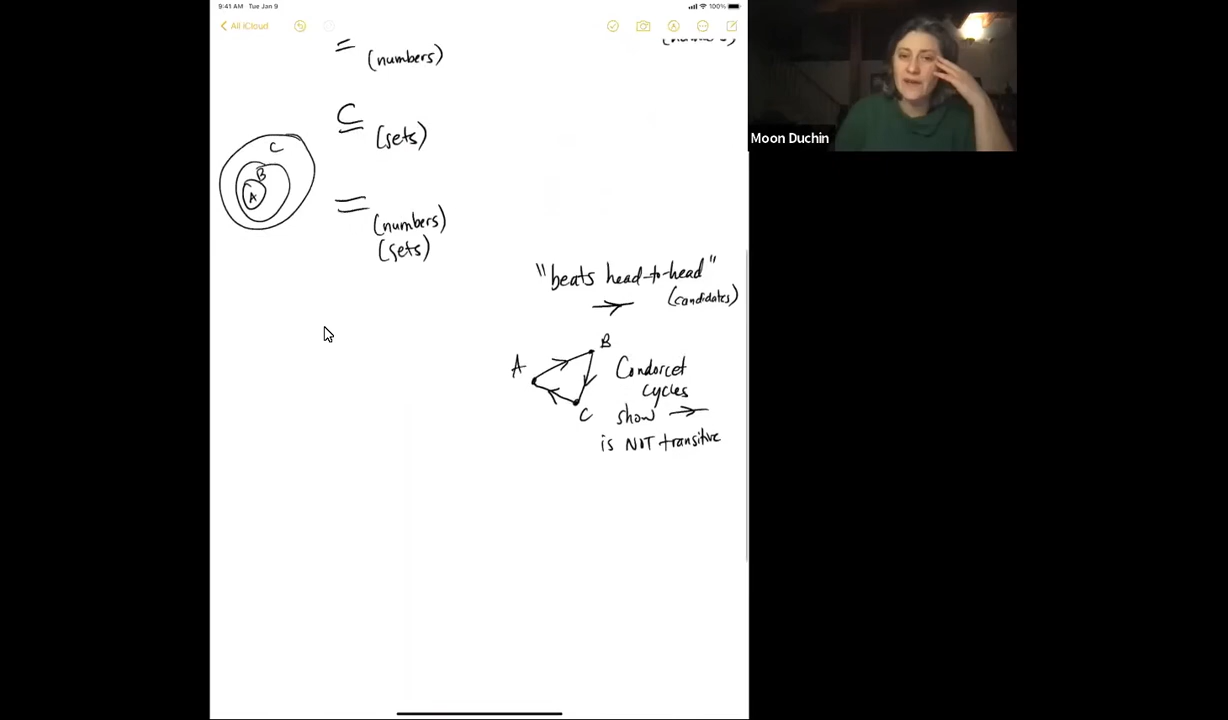 9:41 AM Tue Jan 9
100%
All iCloud
(numbers)
⊆ (sets)
C
B
A
= (numbers)
(sets)
"beats head-to-head"
→ (candidates)
A
B
C
Condorcet
cycles
show →
is NOT transitive
Moon Duchin